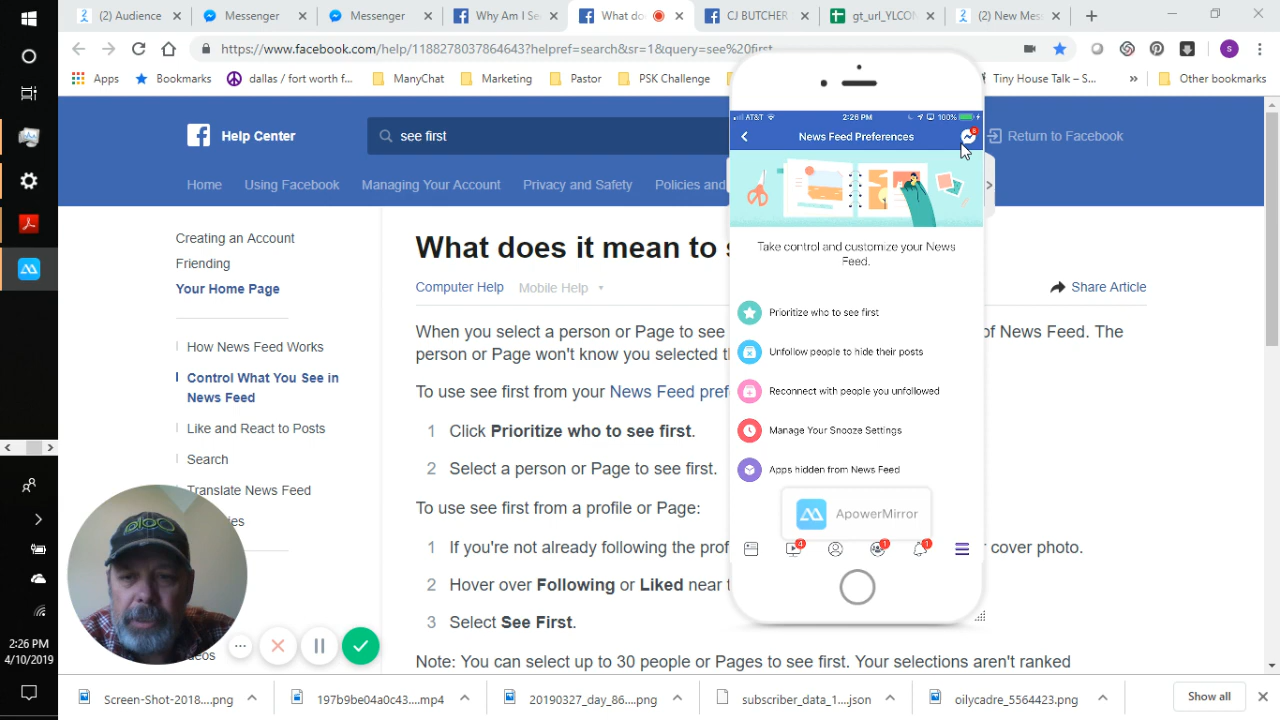 (2) Audience
Messenger
Messenger
Why Am I Se
What do
CJ BUTCHER
gt_url_YLCON
(2) New Mes
https://www.facebook.com/help/1188278037864643?helpref=search&sr=1&query=see%20first
S
Apps
Bookmarks
dallas / fort worth f...
ManyChat
Marketing
Pastor
PSK Challenge
Tiny House Talk – S...
Other bookmarks
Help Center
see first
Return to Facebook
Home
Using Facebook
Managing Your Account
Privacy and Safety
Policies and
Creating an Account
Friending
Your Home Page
How News Feed Works
Control What You See in
News Feed
Like and React to Posts
Search
Translate News Feed
What does it mean to s
Computer Help
Mobile Help
Share Article
When you select a person or Page to see
of News Feed. The
person or Page won't know you selected t
To use see first from your News Feed pref
1 Click Prioritize who to see first.
2 Select a person or Page to see first.
To use see first from a profile or Page:
1 If you're not already following the prof
cover photo.
2 Hover over Following or Liked near t
3 Select See First.
Note: You can select up to 30 people or Pages to see first. Your selections aren't ranked
AT&T
2:26 PM
100%
News Feed Preferences
8
Take control and customize your News
Feed.
Prioritize who to see first
Unfollow people to hide their posts
Reconnect with people you unfollowed
Manage Your Snooze Settings
Apps hidden from News Feed
ApowerMirror
4
1
1
2:26 PM
4/10/2019
Screen-Shot-2018....png
197b9be04a0c43....mp4
20190327_day_86....png
subscriber_data_1....json
oilycadre_5564423.png
Show all